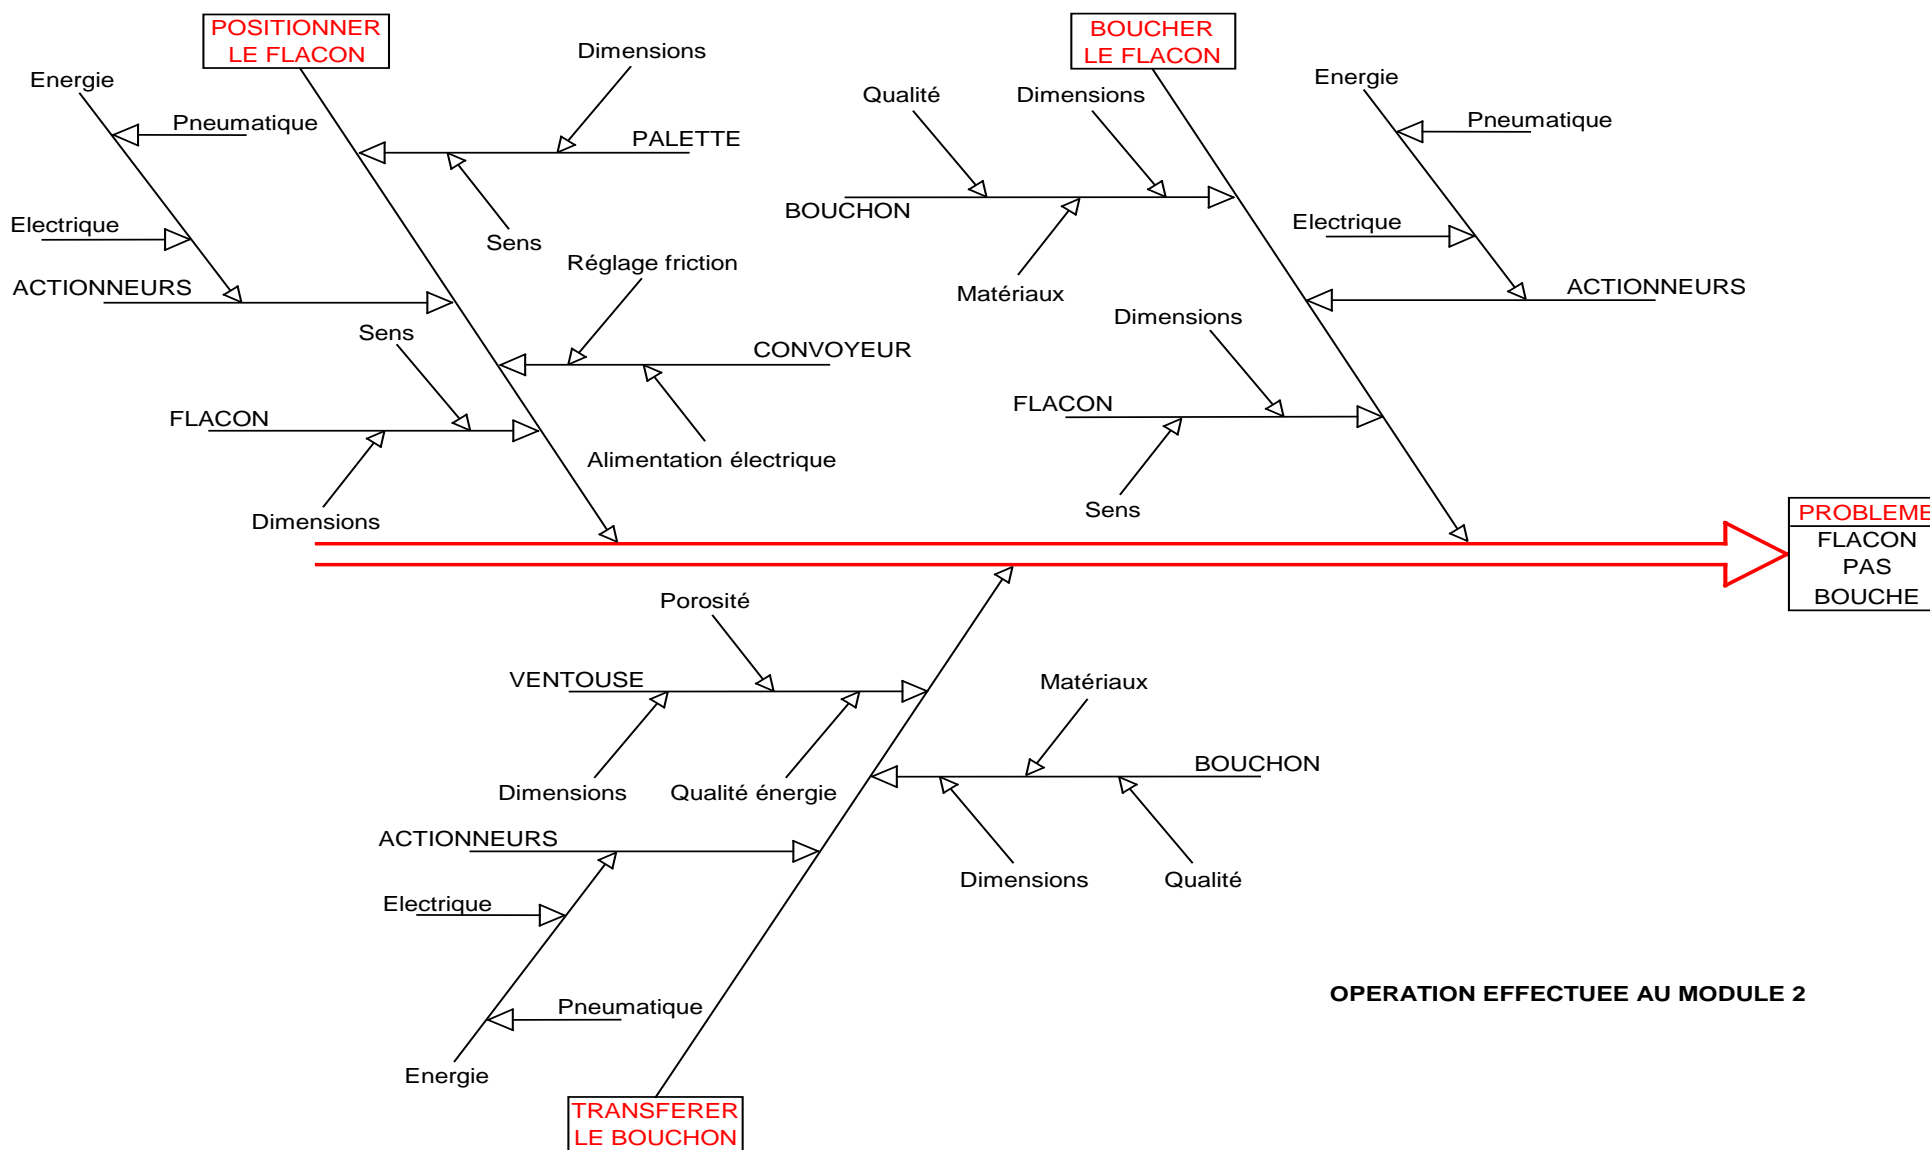 POSITIONNER
LE FLACON
BOUCHER
LE FLACON
Dimensions
Energie
Energie
Qualité
Dimensions
Pneumatique
Pneumatique
PALETTE
BOUCHON
Electrique
Electrique
Sens
Réglage friction
Matériaux
ACTIONNEURS
ACTIONNEURS
Dimensions
Sens
CONVOYEUR
FLACON
FLACON
Alimentation électrique
Dimensions
Sens
PROBLEME
FLACON
PAS
BOUCHE
Porosité
VENTOUSE
Matériaux
BOUCHON
Dimensions
Qualité énergie
ACTIONNEURS
Dimensions
Qualité
Electrique
OPERATION EFFECTUEE AU MODULE 2
Pneumatique
Energie
TRANSFERER
LE BOUCHON